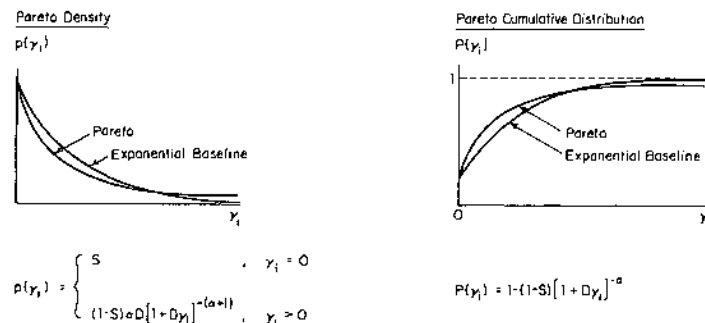 Pareto Density
p(γᵢ)
Pareto
Exponential Baseline
γᵢ
p(γᵢ) = { S , γᵢ = 0
(1-S)αD[1+Dγᵢ]^-(α+1) , γᵢ > 0
Pareto Cumulative Distribution
P(γᵢ)
1
Pareto
Exponential Baseline
0
P(γᵢ) = 1-(1-S)[1+Dγᵢ]^-α